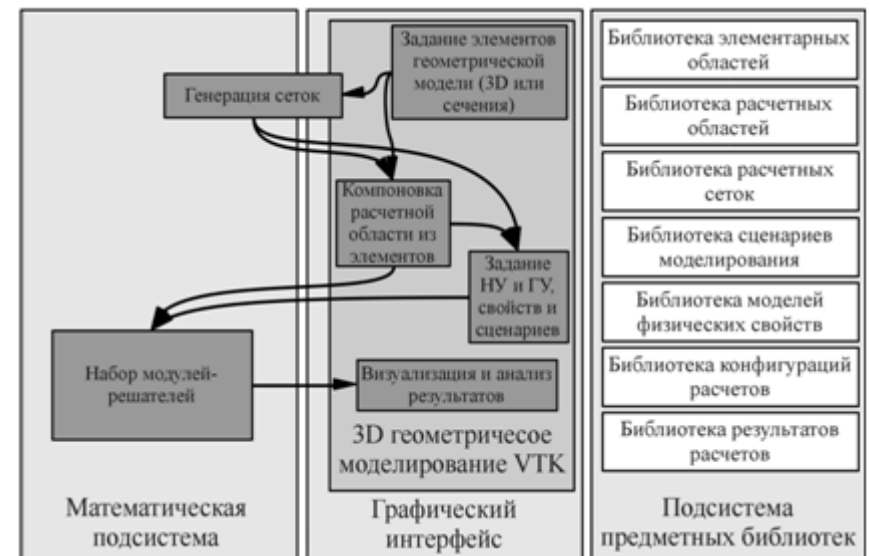 Задание элементов
геометрической
модели (3D или
сечения)
Генерация сеток
Компоновка
расчетной
области из
элементов
Задание
НУ и ГУ,
свойств и
сценариев
Набор модулей-
решателей
Визуализация и анализ
результатов
3D геометричесое
моделирование VTK
Математическая
подсистема
Графический
интерфейс
Библиотека элементарных
областей
Библиотека расчетных
областей
Библиотека расчетных
сеток
Библиотека сценариев
моделирования
Библиотека моделей
физических свойств
Библиотека конфигураций
расчетов
Библиотека результатов
расчетов
Подсистема
предметных библиотек